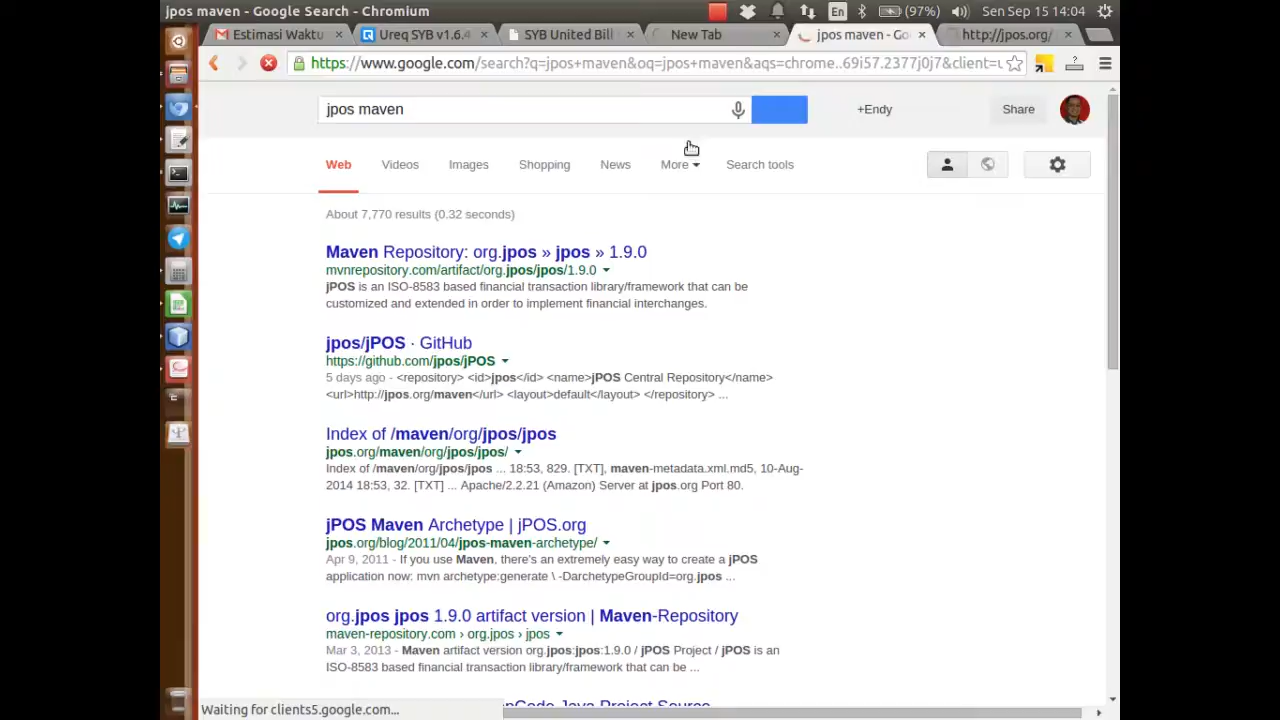 jpos maven - Google Search - Chromium
En
(97%)
Sen Sep 15 14:04
Estimasi Waktu
Ureq SYB v1.6.4
SYB United Bill
New Tab
jpos maven - Go
http://jpos.org/
https://www.google.com/search?q=jpos+maven&oq=jpos+maven&aqs=chrome..69i57.2377j0j7&client=u
jpos maven
+Endy
Share
Web
Videos
Images
Shopping
News
More
Search tools
About 7,770 results (0.32 seconds)
Maven Repository: org.jpos » jpos » 1.9.0
mvnrepository.com/artifact/org.jpos/jpos/1.9.0
jPOS is an ISO-8583 based financial transaction library/framework that can be
customized and extended in order to implement financial interchanges.
jpos/jPOS · GitHub
https://github.com/jpos/jPOS
5 days ago - <repository> <id>jpos</id> <name>jPOS Central Repository</name>
<url>http://jpos.org/maven</url> <layout>default</layout> </repository> ...
Index of /maven/org/jpos/jpos
jpos.org/maven/org/jpos/jpos/
Index of /maven/org/jpos/jpos ... 18:53, 829. [TXT], maven-metadata.xml.md5, 10-Aug-
2014 18:53, 32. [TXT] ... Apache/2.2.21 (Amazon) Server at jpos.org Port 80.
jPOS Maven Archetype | jPOS.org
jpos.org/blog/2011/04/jpos-maven-archetype/
Apr 9, 2011 - If you use Maven, there's an extremely easy way to create a jPOS
application now: mvn archetype:generate \ -DarchetypeGroupId=org.jpos ...
org.jpos jpos 1.9.0 artifact version | Maven-Repository
maven-repository.com › org.jpos › jpos
Mar 3, 2013 - Maven artifact version org.jpos:jpos:1.9.0 / jPOS Project / jPOS is an
ISO-8583 based financial transaction library/framework that can be ...
Code Java Project Source
Waiting for clients5.google.com...